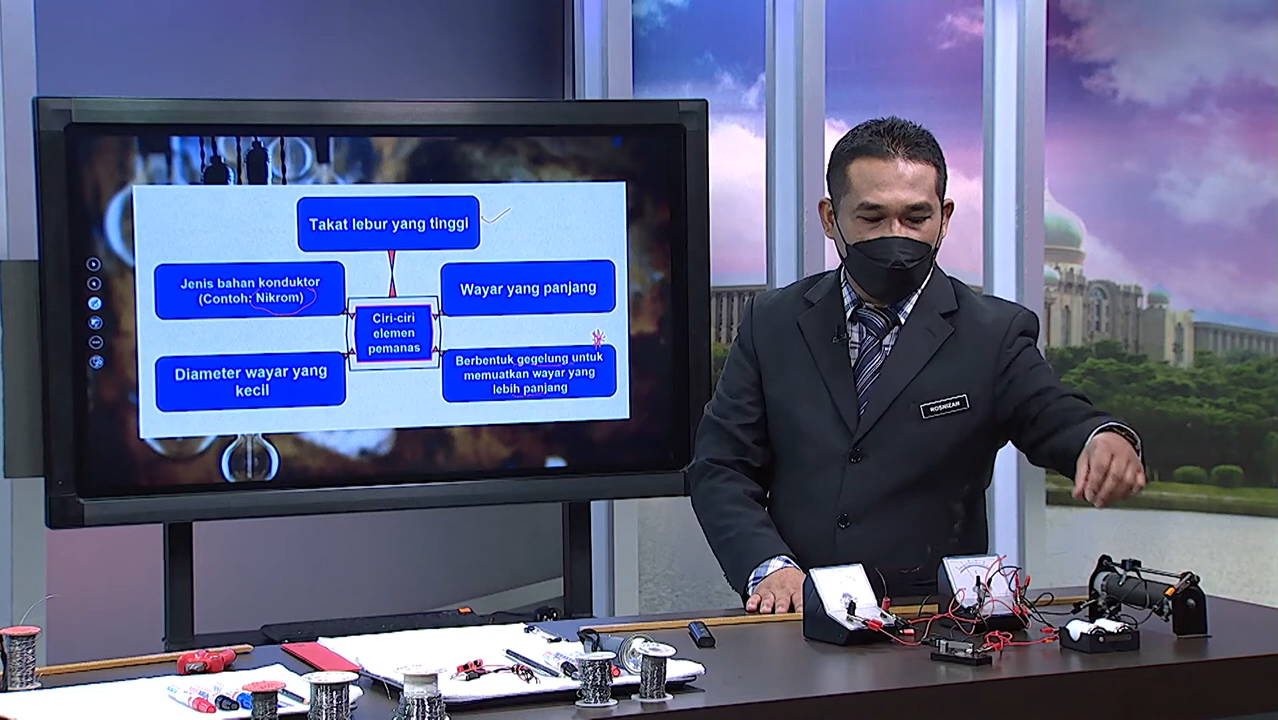 Takat lebur yang tinggi
Jenis bahan konduktor
(Contoh: Nikrom)
Wayar yang panjang
Ciri-ciri
elemen
pemanas
Diameter wayar yang
kecil
Berbentuk gegelung untuk
memuatkan wayar yang
lebih panjang
ROSHIZAN